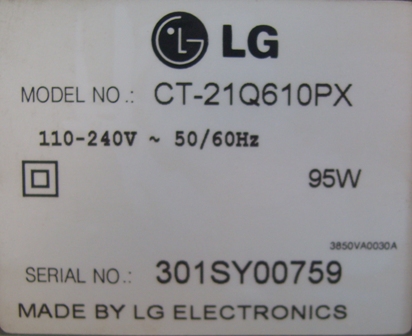 LG
MODEL NO.: CT-21Q610PX
110-240V ~ 50/60Hz
95W
3850VA0030A
SERIAL NO.: 301SY00759
MADE BY LG ELECTRONICS